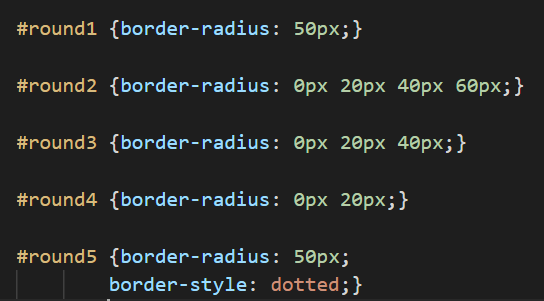 #round1 {border-radius: 50px;}
#round2 {border-radius: 0px 20px 40px 60px;}
#round3 {border-radius: 0px 20px 40px;}
#round4 {border-radius: 0px 20px;}
#round5 {border-radius: 50px;
border-style: dotted;}